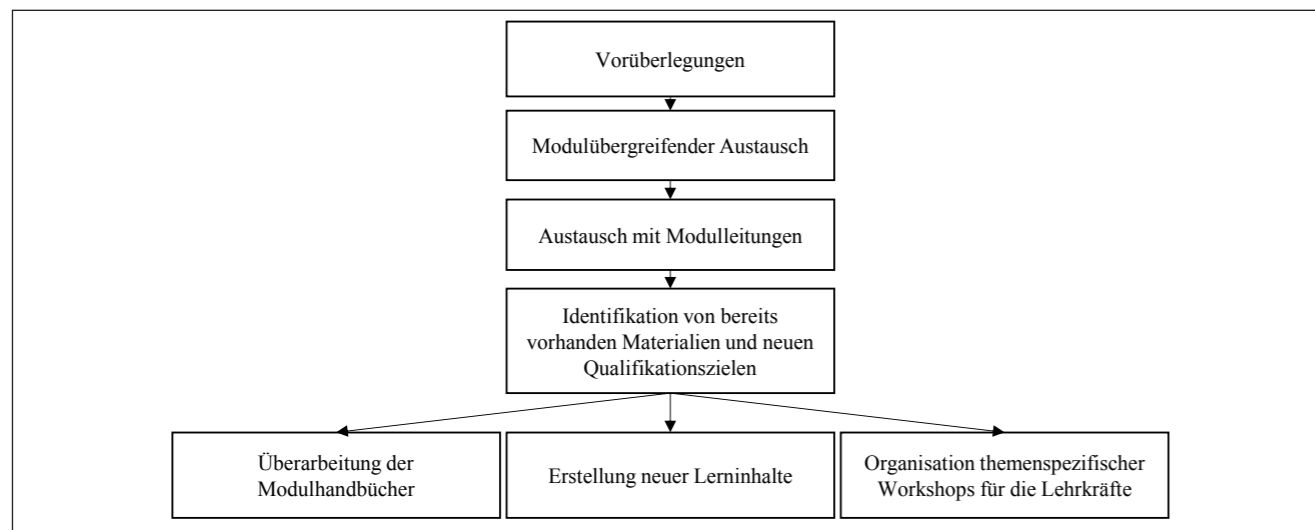 Vorüberlegungen
Modulübergreifender Austausch
Austausch mit Modulleitungen
Identifikation von bereits
vorhanden Materialien und neuen
Qualifikationszielen
Überarbeitung der
Modulhandbücher
Erstellung neuer Lerninhalte
Organisation themenspezifischer
Workshops für die Lehrkräfte